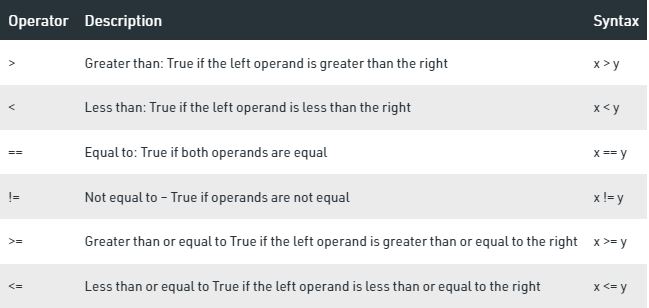 Operator Description Syntax
> Greater than: True if the left operand is greater than the right x > y
< Less than: True if the left operand is less than the right x < y
== Equal to: True if both operands are equal x == y
!= Not equal to – True if operands are not equal x != y
>= Greater than or equal to True if the left operand is greater than or equal to the right x >= y
<= Less than or equal to True if the left operand is less than or equal to the right x <= y